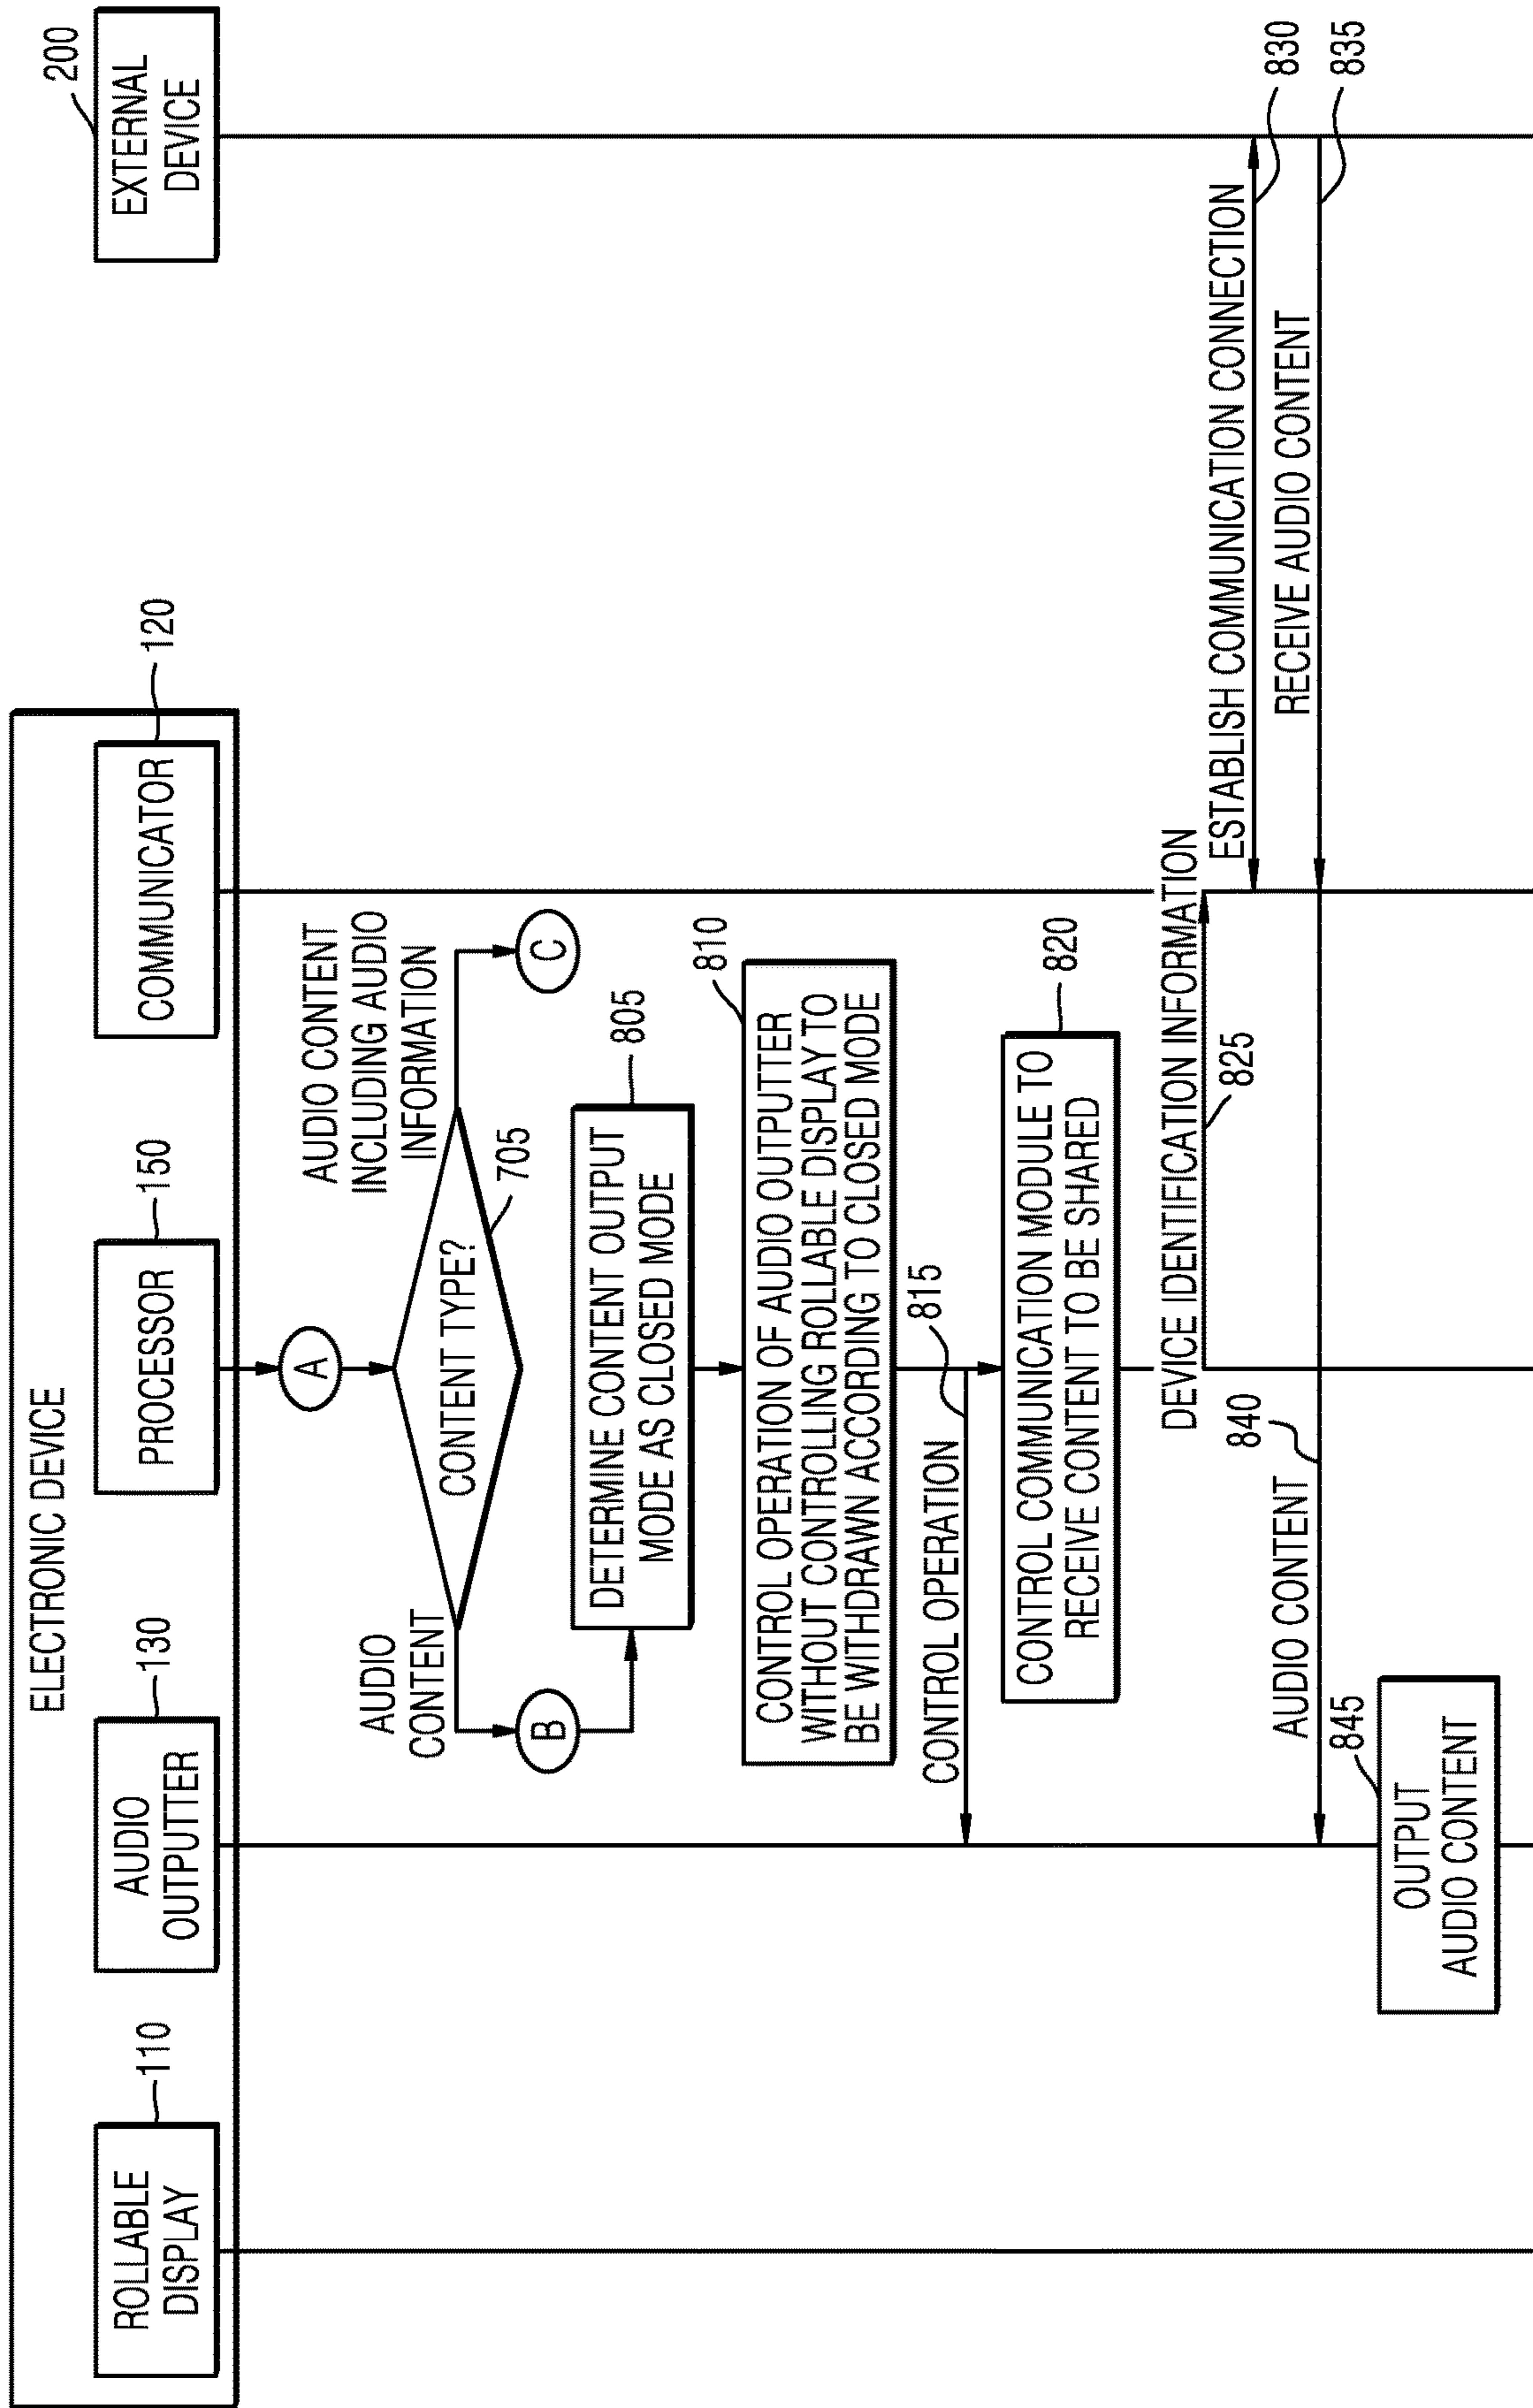 ELECTRONIC DEVICE
ROLLABLE
DISPLAY
110
AUDIO
OUTPUTTER
130
PROCESSOR
150
COMMUNICATOR
120
EXTERNAL
DEVICE
200
A
CONTENT TYPE?
705
AUDIO
CONTENT
AUDIO CONTENT
INCLUDING AUDIO
INFORMATION
B
C
DETERMINE CONTENT OUTPUT
MODE AS CLOSED MODE
805
CONTROL OPERATION OF AUDIO OUTPUTTER
WITHOUT CONTROLLING ROLLABLE DISPLAY TO
BE WITHDRAWN ACCORDING TO CLOSED MODE
810
CONTROL OPERATION
815
CONTROL COMMUNICATION MODULE TO
RECEIVE CONTENT TO BE SHARED
820
DEVICE IDENTIFICATION INFORMATION
825
ESTABLISH COMMUNICATION CONNECTION
830
RECEIVE AUDIO CONTENT
835
AUDIO CONTENT
840
OUTPUT
AUDIO CONTENT
845